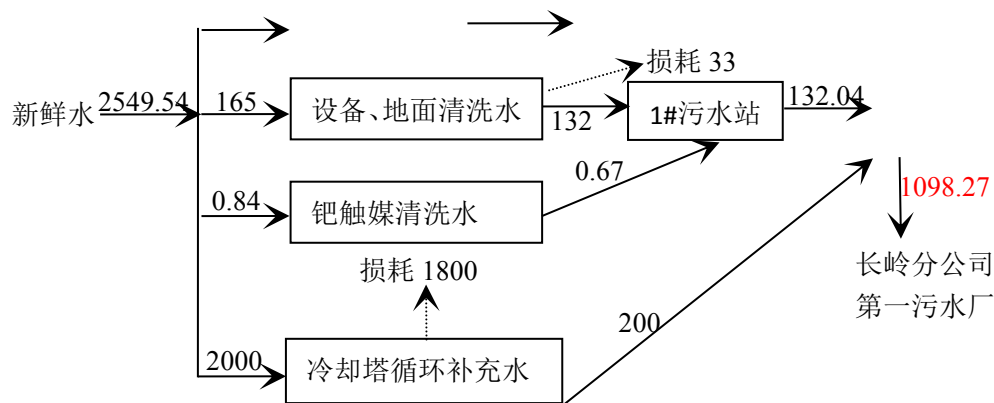 损耗 33
新鲜水
2549.54
165
设备、地面清洗水
132
1#污水站
132.04
0.84
钯触媒清洗水
0.67
1098.27
损耗 1800
长岭分公司
第一污水厂
200
2000
冷却塔循环补充水